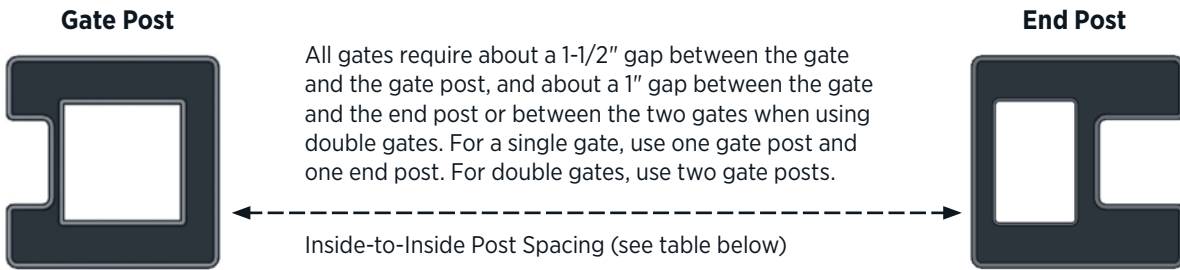 Gate Post
End Post
All gates require about a 1-1/2" gap between the gate
and the gate post, and about a 1" gap between the gate
and the end post or between the two gates when using
double gates. For a single gate, use one gate post and
one end post. For double gates, use two gate posts.
Inside-to-Inside Post Spacing (see table below)